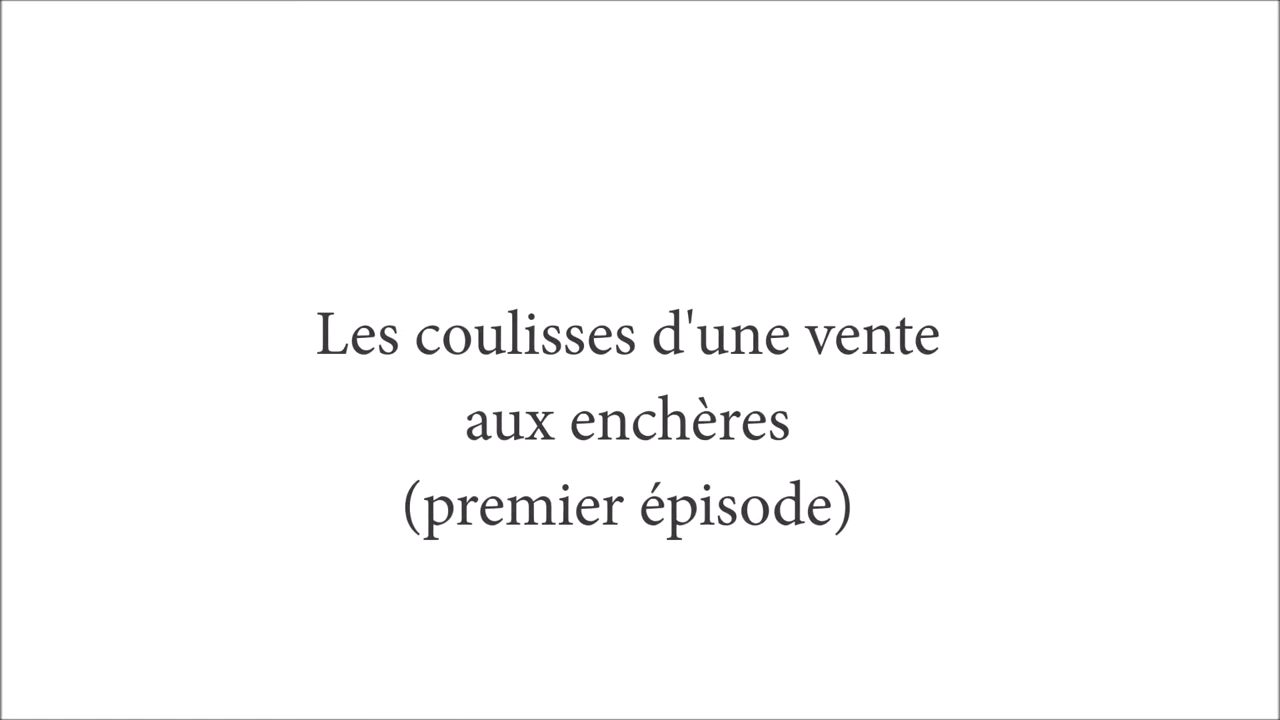 Les coulisses d'une vente
aux enchères
(premier épisode)